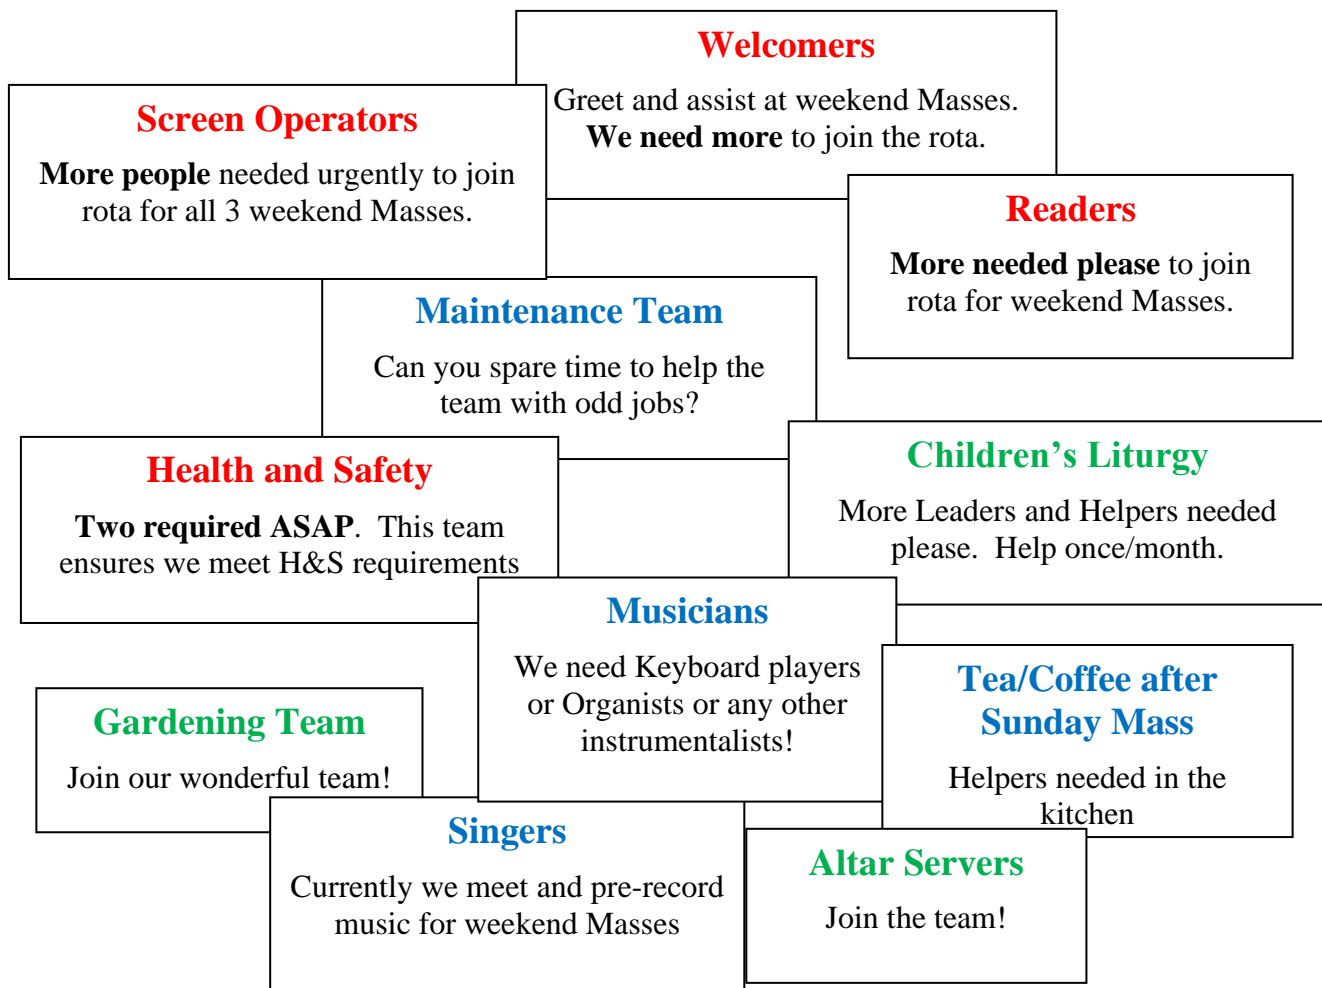 Welcomers
Greet and assist at weekend Masses.
We need more to join the rota.
Screen Operators
More people needed urgently to join
rota for all 3 weekend Masses.
Readers
More needed please to join
rota for weekend Masses.
Maintenance Team
Can you spare time to help the
team with odd jobs?
Health and Safety
Two required ASAP.  This team
ensures we meet H&S requirements
Children’s Liturgy
More Leaders and Helpers needed
please.  Help once/month.
Musicians
We need Keyboard players
or Organists or any other
instrumentalists!
Tea/Coffee after
Sunday Mass
Helpers needed in the
kitchen
Gardening Team
Join our wonderful team!
Singers
Currently we meet and pre-record
music for weekend Masses
Altar Servers
Join the team!